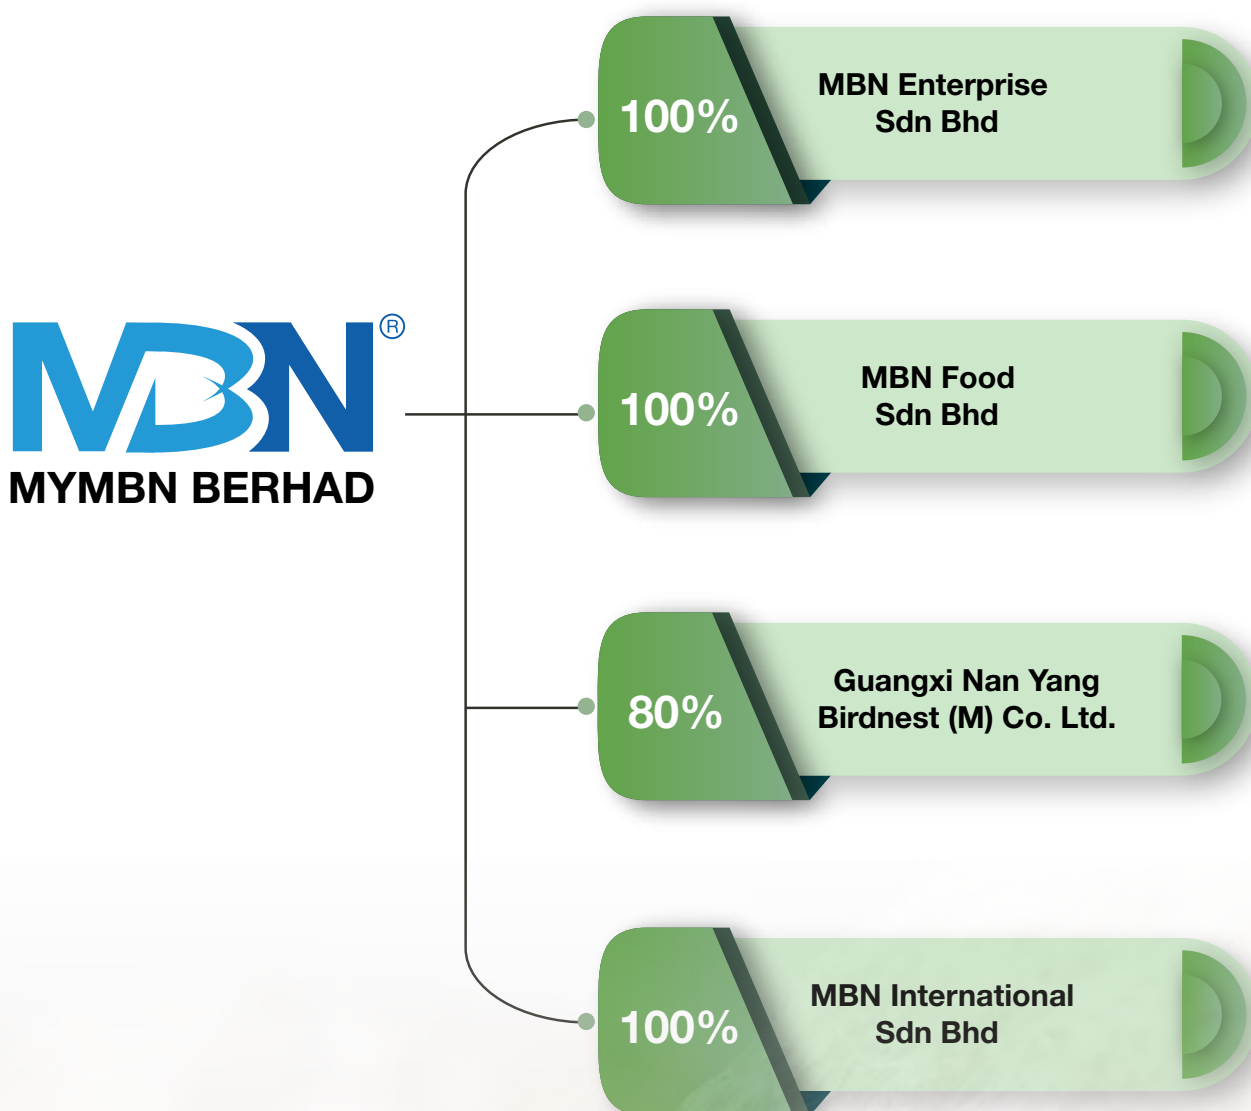 MBN®
MYMBN BERHAD
100%
MBN Enterprise
Sdn Bhd
100%
MBN Food
Sdn Bhd
80%
Guangxi Nan Yang
Birdnest (M) Co. Ltd.
100%
MBN International
Sdn Bhd